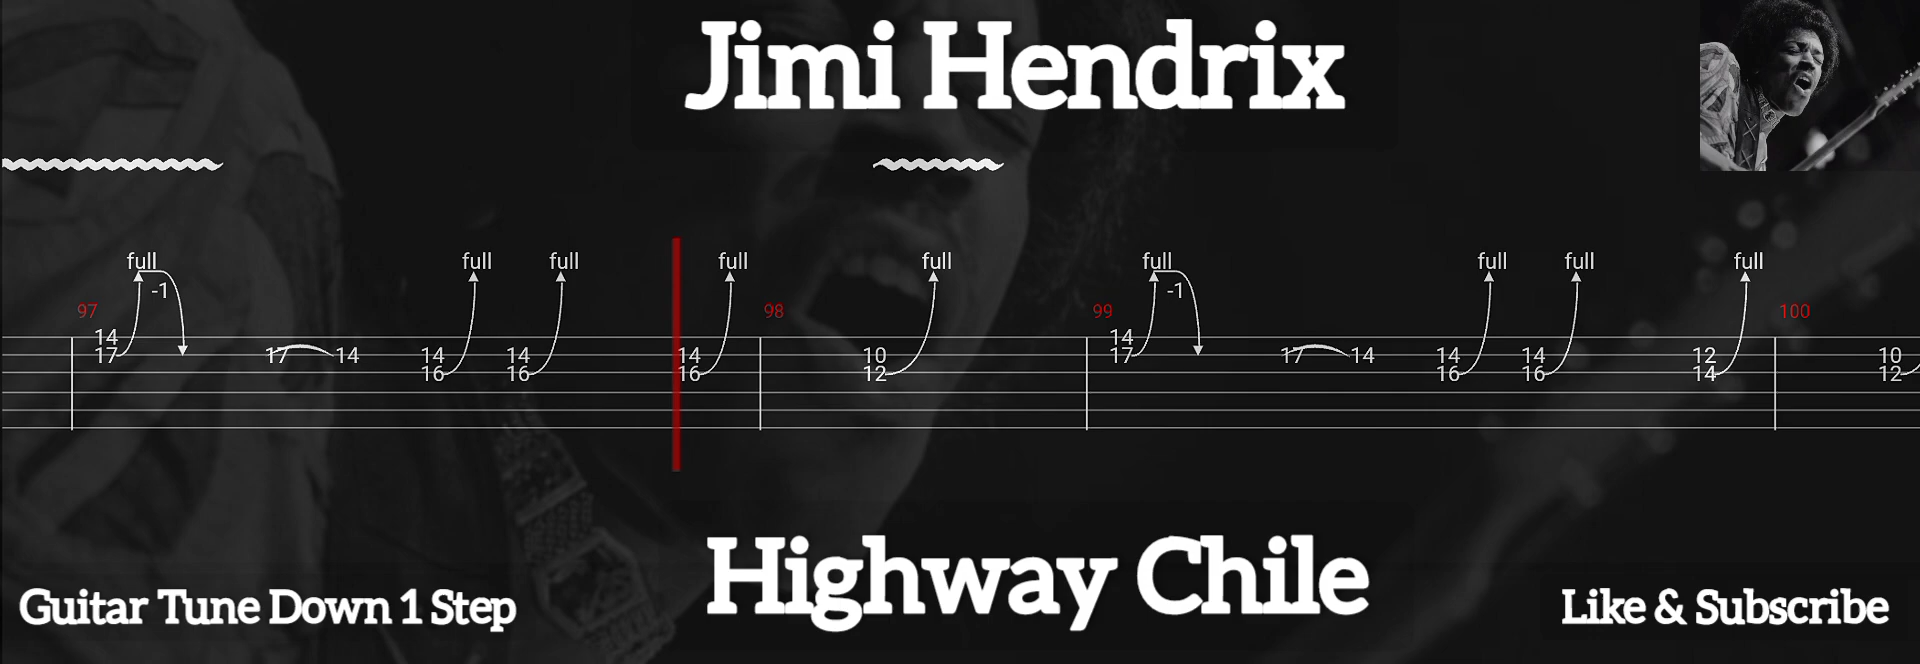 Jimi Hendrix
full full full full full full full full full
-1 -1
97 98 99 100
14 14
17 17 14 14 14 14 10 17 17 14 14 14 12 10
16 16 16 12 16 16 14 12
Highway Chile
Guitar Tune Down 1 Step
Like & Subscribe